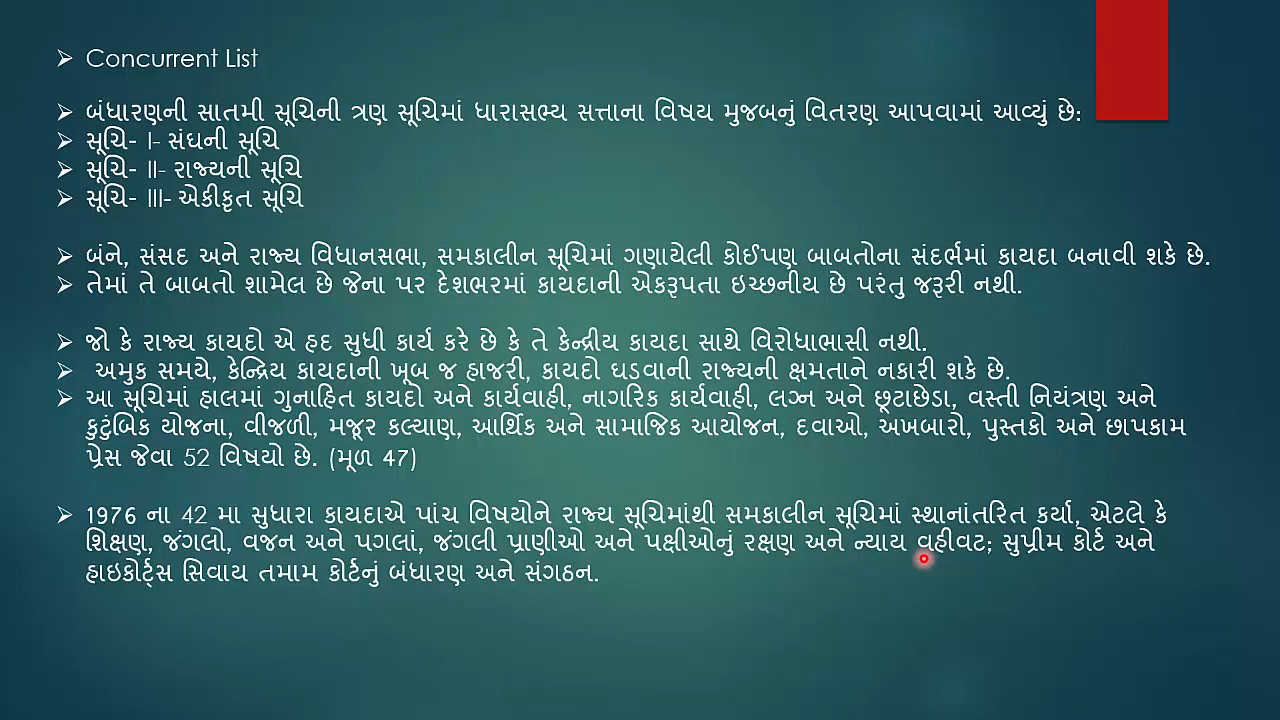 Concurrent List
બંધારણની સાતમી સૂચિની ત્રણ સૂચિમાં ધારાસભ્ય સત્તાના વિષય મુજબનું વિતરણ આપવામાં આવ્યું છે:
સૂચિ- I- સંઘની સૂચિ
સૂચિ- II- રાજ્યની સૂચિ
સૂચિ- III- એકીકૃત સૂચિ
બંને, સંસદ અને રાજ્ય વિધાનસભા, સમકાલીન સૂચિમાં ગણાયેલી કોઈપણ બાબતોના સંદર્ભમાં કાયદા બનાવી શકે છે.
તેમાં તે બાબતો શામેલ છે જેના પર દેશભરમાં કાયદાની એકરૂપતા ઇચ્છનીય છે પરંતુ જરૂરી નથી.
જો કે રાજ્ય કાયદો એ હદ સુધી કાર્ય કરે છે કે તે કેન્દ્રીય કાયદા સાથે વિરોધાભાસી નથી.
અમુક સમયે, કેન્દ્રિય કાયદાની ખૂબ જ હાજરી, કાયદો ઘડવાની રાજ્યની ક્ષમતાને નકારી શકે છે.
આ સૂચિમાં હાલમાં ગુનાહિત કાયદો અને કાર્યવાહી, નાગરિક કાર્યવાહી, લગ્ન અને છૂટાછેડા, વસ્તી નિયંત્રણ અને
કુટુંબિક યોજના, વીજળી, મજૂર કલ્યાણ, આર્થિક અને સામાજિક આયોજન, દવાઓ, અખબારો, પુસ્તકો અને છાપકામ
પ્રેસ જેવા 52 વિષયો છે. (મૂળ 47)
1976 ના 42 મા સુધારા કાયદાએ પાંચ વિષયોને રાજ્ય સૂચિમાંથી સમકાલીન સૂચિમાં સ્થાનાંતરિત કર્યા, એટલે કે
શિક્ષણ, જંગલો, વજન અને પગલાં, જંગલી પ્રાણીઓ અને પક્ષીઓનું રક્ષણ અને ન્યાય વહીવટ; સુપ્રીમ કોર્ટ અને
હાઇકોર્ટ્સ સિવાય તમામ કોર્ટનું બંધારણ અને સંગઠન.